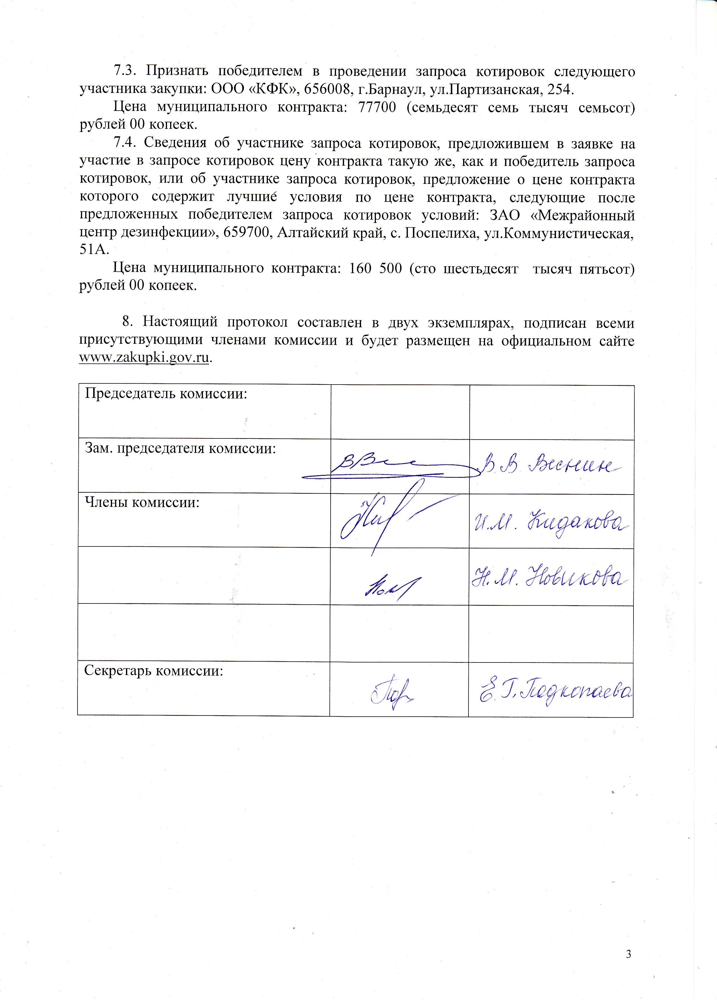 7.3. Признать победителем в проведении запроса котировок следующего
участника закупки: ООО «КФК», 656008, г.Барнаул, ул.Партизанская, 254.
Цена муниципального контракта: 77700 (семьдесят семь тысяч семьсот)
рублей 00 копеек.
7.4. Сведения об участнике запроса котировок, предложившем в заявке на
участие в запросе котировок цену контракта такую же, как и победитель запроса
котировок, или об участнике запроса котировок, предложение о цене контракта
которого содержит лучшие условия по цене контракта, следующие после
предложенных победителем запроса котировок условий: ЗАО «Межрайонный
центр дезинфекции», 659700, Алтайский край, с. Поспелиха, ул.Коммунистическая,
51А.
Цена муниципального контракта: 160 500 (сто шестьдесят тысяч пятьсот)
рублей 00 копеек.
8. Настоящий протокол составлен в двух экземплярах, подписан всеми
присутствующими членами комиссии и будет размещен на официальном сайте
www.zakupki.gov.ru.
Председатель комиссии:
Зам. председателя комиссии:
В В Веснин
Члены комиссии:
И.М. Кидакова
Н.М. Новикова
Секретарь комиссии:
Е.Г. Подкопаева
3